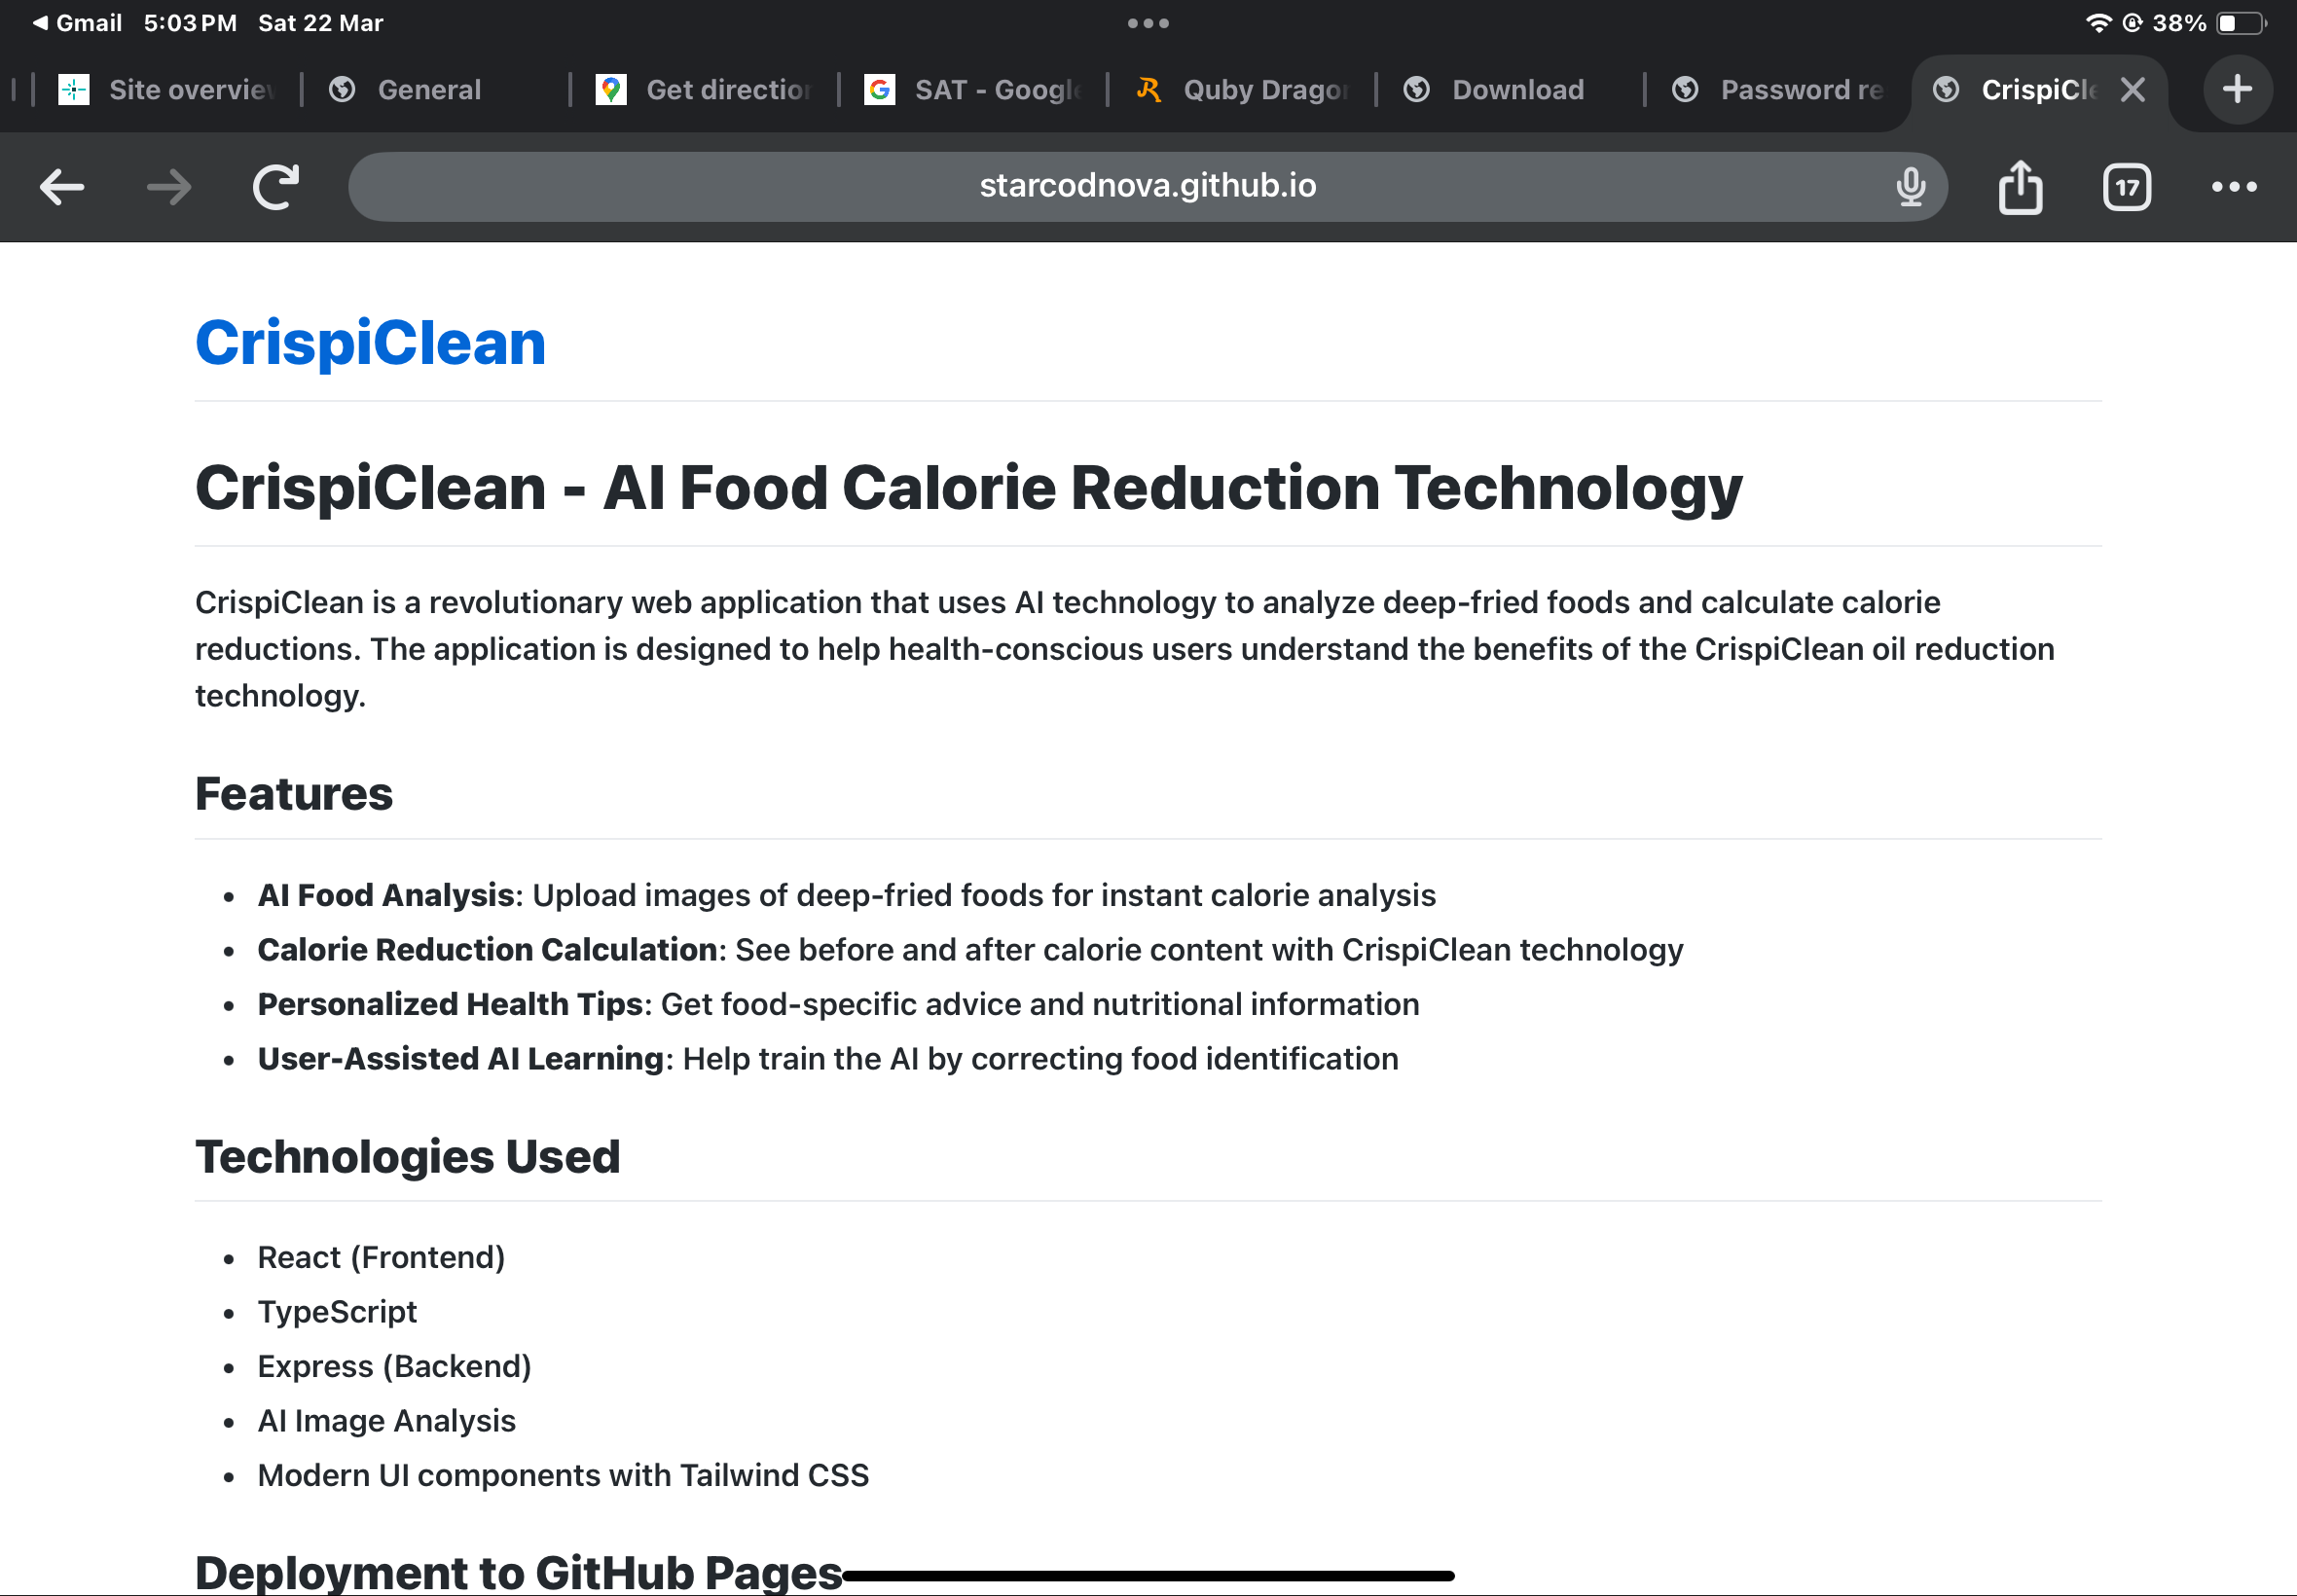 Gmail 5:03 PM Sat 22 Mar
38%
Site overview General Get direction SAT - Google Quby Dragon Download Password re CrispiCle
starcodnova.github.io
17
CrispiClean
CrispiClean - AI Food Calorie Reduction Technology
CrispiClean is a revolutionary web application that uses AI technology to analyze deep-fried foods and calculate calorie
reductions. The application is designed to help health-conscious users understand the benefits of the CrispiClean oil reduction
technology.
Features
• AI Food Analysis: Upload images of deep-fried foods for instant calorie analysis
• Calorie Reduction Calculation: See before and after calorie content with CrispiClean technology
• Personalized Health Tips: Get food-specific advice and nutritional information
• User-Assisted AI Learning: Help train the AI by correcting food identification
Technologies Used
• React (Frontend)
• TypeScript
• Express (Backend)
• AI Image Analysis
• Modern UI components with Tailwind CSS
Deployment to GitHub Pages